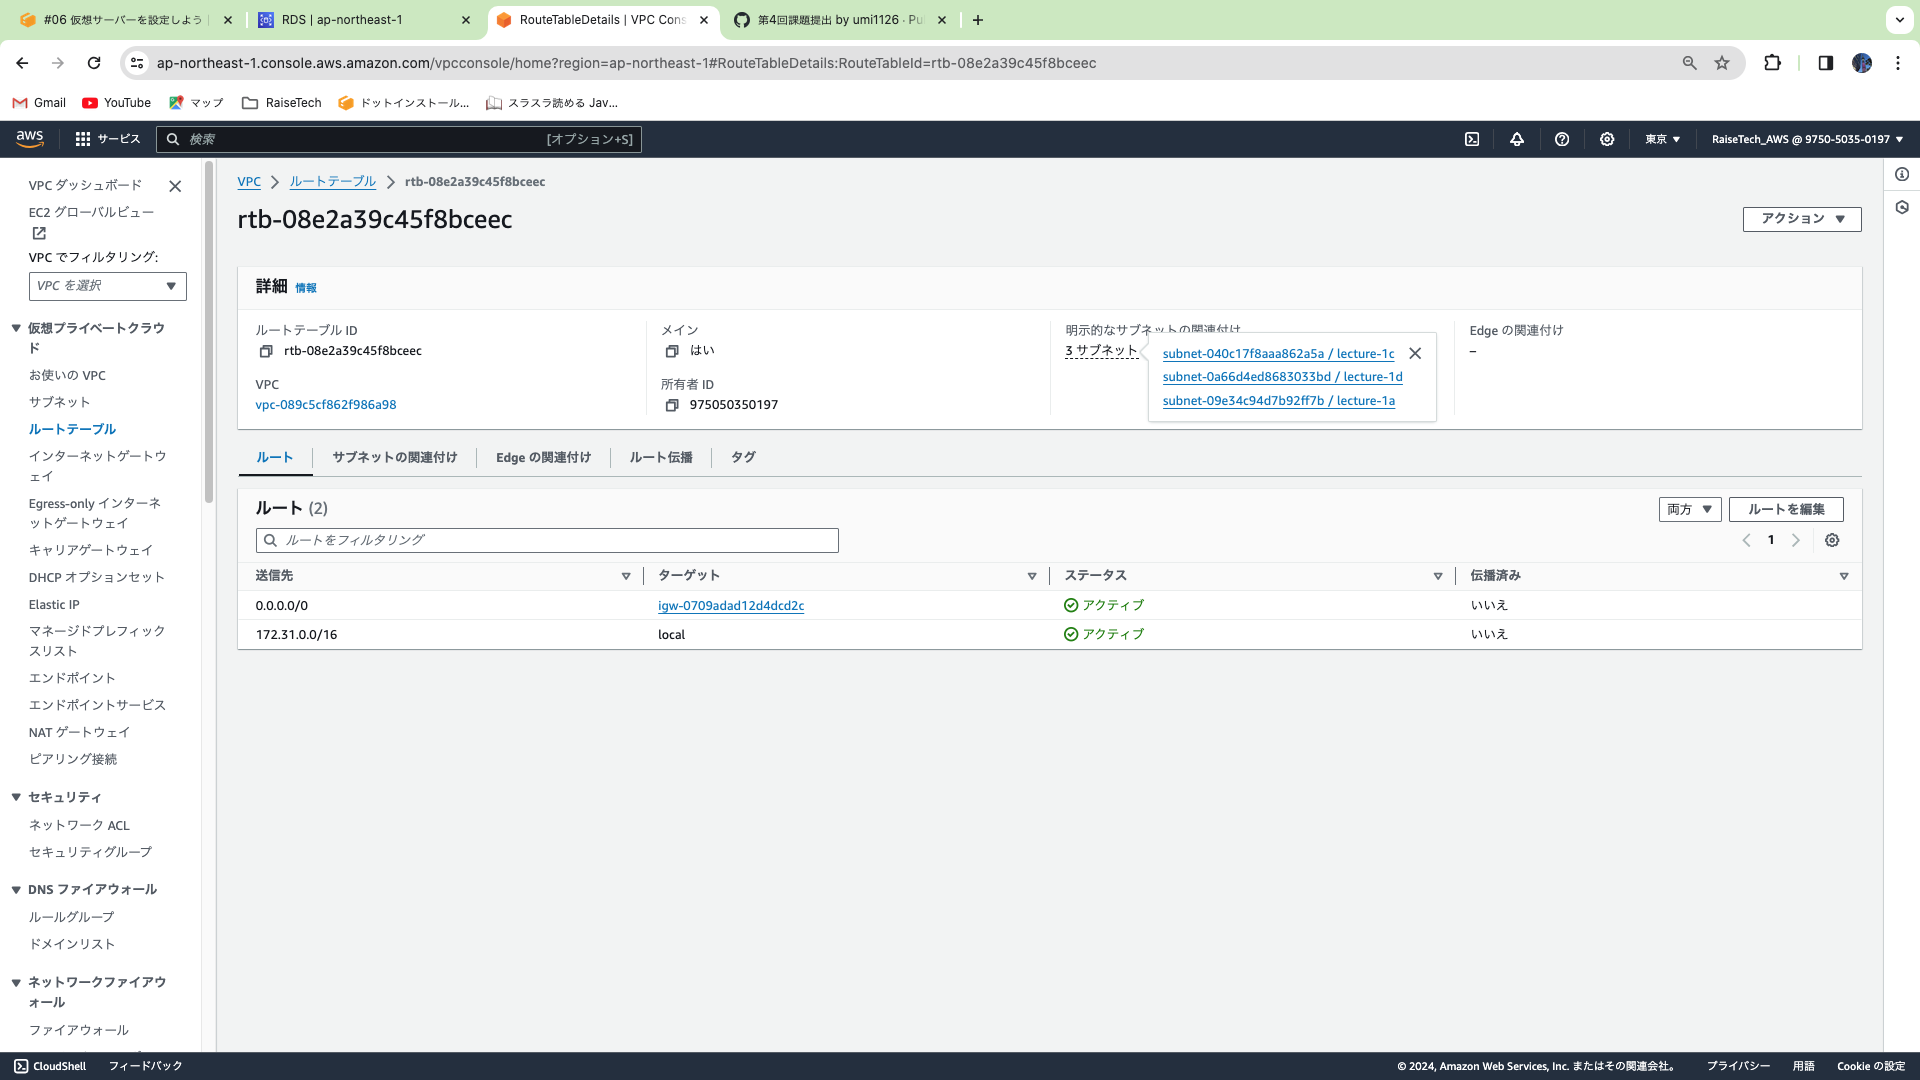 #06 仮想サーバーを設定しよう
RDS | ap-northeast-1
RouteTableDetails | VPC Cons
第4回課題提出 by umi1126 · Pu
ap-northeast-1.console.aws.amazon.com/vpcconsole/home?region=ap-northeast-1#RouteTableDetails:RouteTableId=rtb-08e2a39c45f8bceec
Gmail
YouTube
マップ
RaiseTech
ドットインストール...
スラスラ読める Jav...
aws
サービス
検索
[オプション+S]
東京
RaiseTech_AWS @ 9750-5035-0197
VPC ダッシュボード
EC2 グローバルビュー
VPC でフィルタリング:
VPC を選択
仮想プライベートクラウ
ド
お使いの VPC
サブネット
ルートテーブル
インターネットゲートウ
ェイ
Egress-only インターネ
ットゲートウェイ
キャリアゲートウェイ
DHCP オプションセット
Elastic IP
マネージドプレフィック
スリスト
エンドポイント
エンドポイントサービス
NAT ゲートウェイ
ピアリング接続
セキュリティ
ネットワーク ACL
セキュリティグループ
DNS ファイアウォール
ルールグループ
ドメインリスト
ネットワークファイアウ
ォール
ファイアウォール
VPC
ルートテーブル
rtb-08e2a39c45f8bceec
rtb-08e2a39c45f8bceec
アクション
詳細 情報
ルートテーブル ID
rtb-08e2a39c45f8bceec
VPC
vpc-089c5cf862f986a98
メイン
はい
所有者 ID
975050350197
明示的なサブネットの関連付け
3 サブネット
subnet-040c17f8aaa862a5a / lecture-1c
subnet-0a66d4ed8683033bd / lecture-1d
subnet-09e34c94d7b92ff7b / lecture-1a
Edge の関連付け
–
ルート
サブネットの関連付け
Edge の関連付け
ルート伝播
タグ
ルート (2)
両方
ルートを編集
ルートをフィルタリング
1
送信先 ターゲット ステータス 伝播済み
0.0.0.0/0 igw-0709adad12d4dcd2c アクティブ いいえ
172.31.0.0/16 local アクティブ いいえ
CloudShell
フィードバック
© 2024, Amazon Web Services, Inc. またはその関連会社。
プライバシー
用語
Cookie の設定